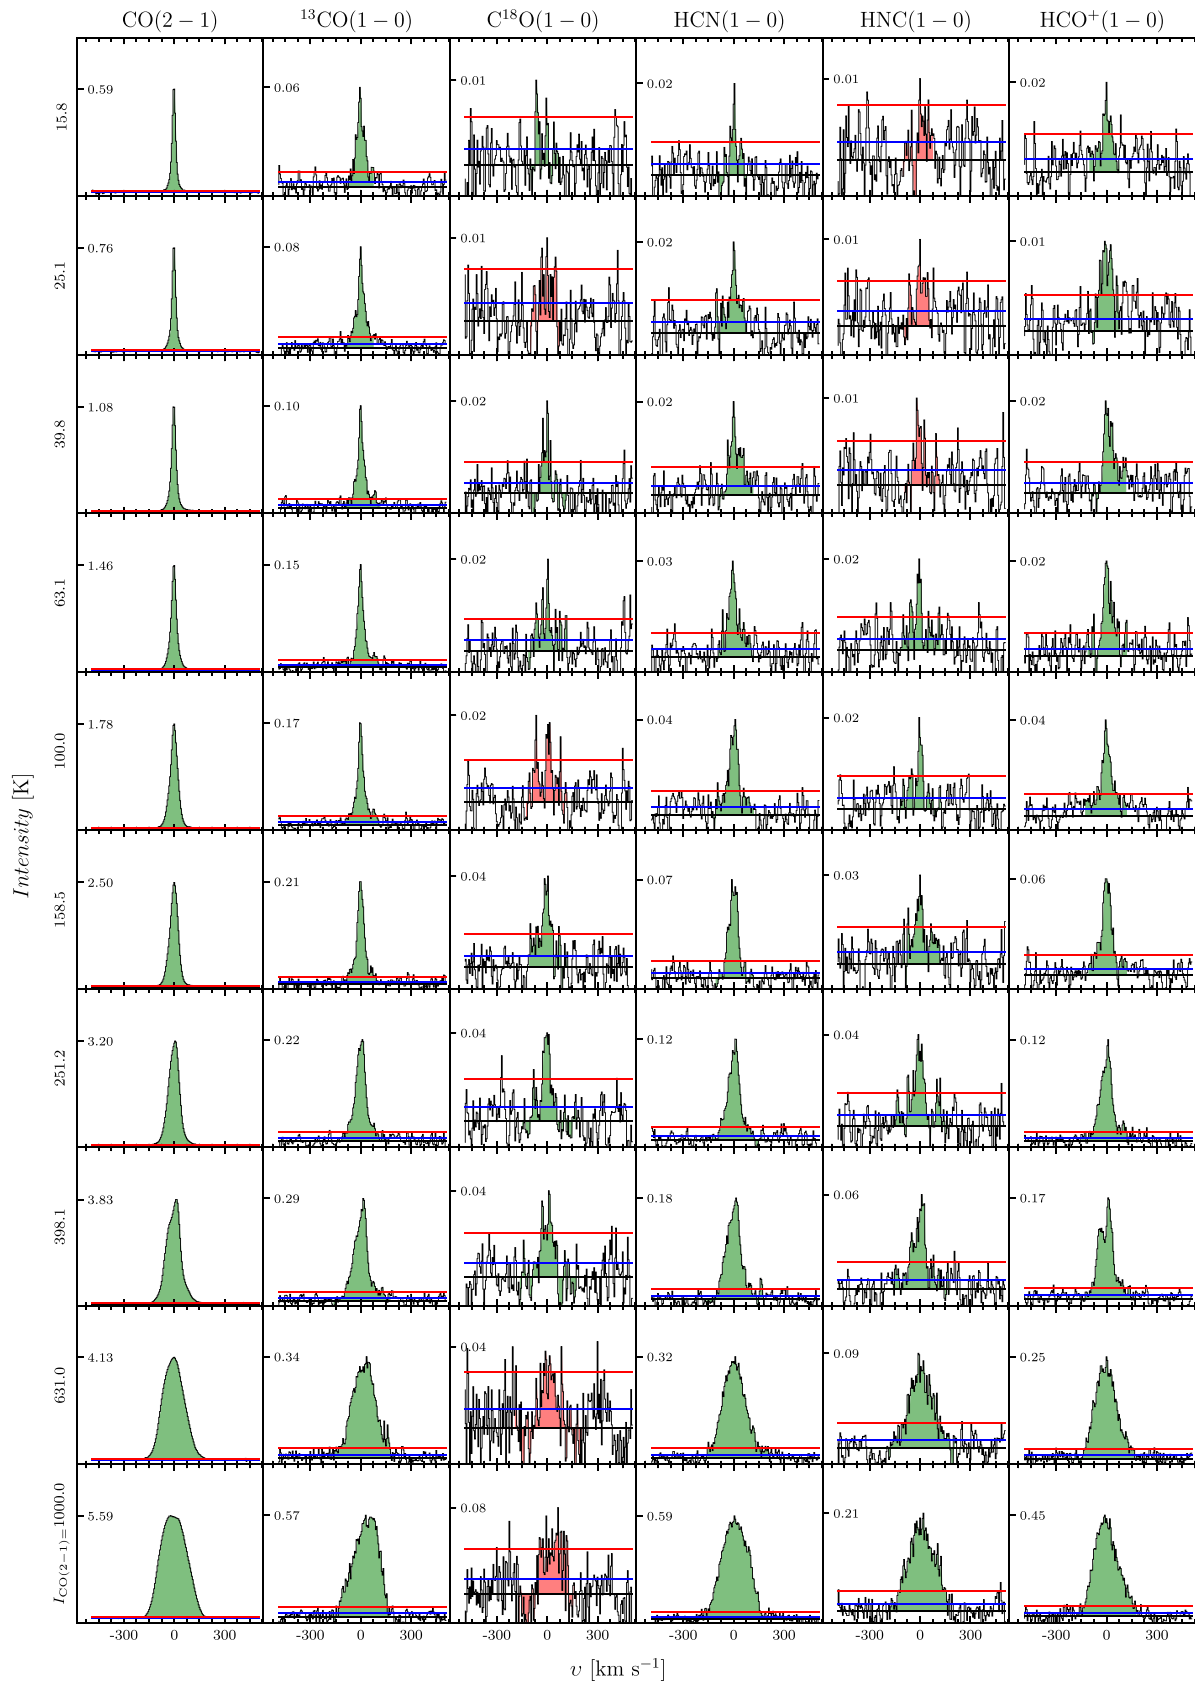 CO(2 − 1) ¹³CO(1 − 0) C¹⁸O(1 − 0) HCN(1 − 0) HNC(1 − 0) HCO⁺(1 − 0)
15.8 0.59 0.06 0.01 0.02 0.01 0.02
25.1 0.76 0.08 0.01 0.02 0.01 0.01
39.8 1.08 0.10 0.02 0.02 0.01 0.02
63.1 1.46 0.15 0.02 0.03 0.02 0.02
100.0 1.78 0.17 0.02 0.04 0.02 0.04
Intensity [K]
158.5 2.50 0.21 0.04 0.07 0.03 0.06
251.2 3.20 0.22 0.04 0.12 0.04 0.12
398.1 3.83 0.29 0.04 0.18 0.06 0.17
631.0 4.13 0.34 0.04 0.32 0.09 0.25
I_CO(2−1)=1000.0 5.59 0.57 0.08 0.59 0.21 0.45
-300 0 300 -300 0 300 -300 0 300 -300 0 300 -300 0 300 -300 0 300
υ [km s⁻¹]